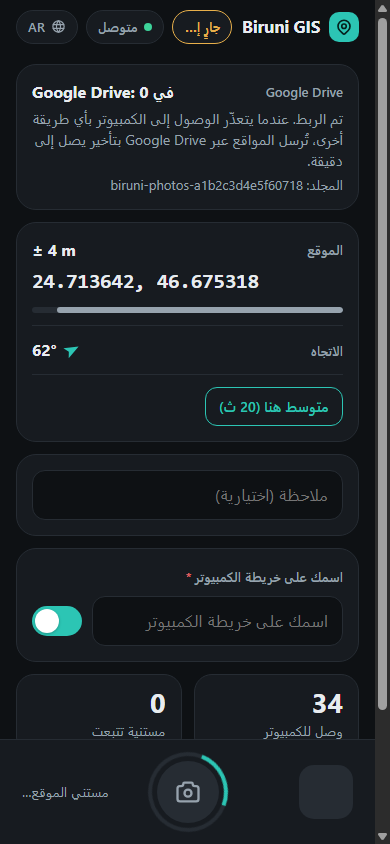 Biruni GIS
جارٍ إ...
متصل
AR
Google Drive
Google Drive: 0 في
تم الربط. عندما يتعذّر الوصول إلى الكمبيوتر بأي طريقة
أخرى، تُرسل المواقع عبر Google Drive بتأخير يصل إلى
دقيقة.
المجلد: biruni-photos-a1b2c3d4e5f60718
الموقع
± 4 m
24.713642, 46.675318
الاتجاه
62°
متوسط هنا (20 ث)
ملاحظة (اختيارية)
اسمك على خريطة الكمبيوتر *
اسمك على خريطة الكمبيوتر
34
وصل للكمبيوتر
0
مستنية تتبعت
مستني الموقع...